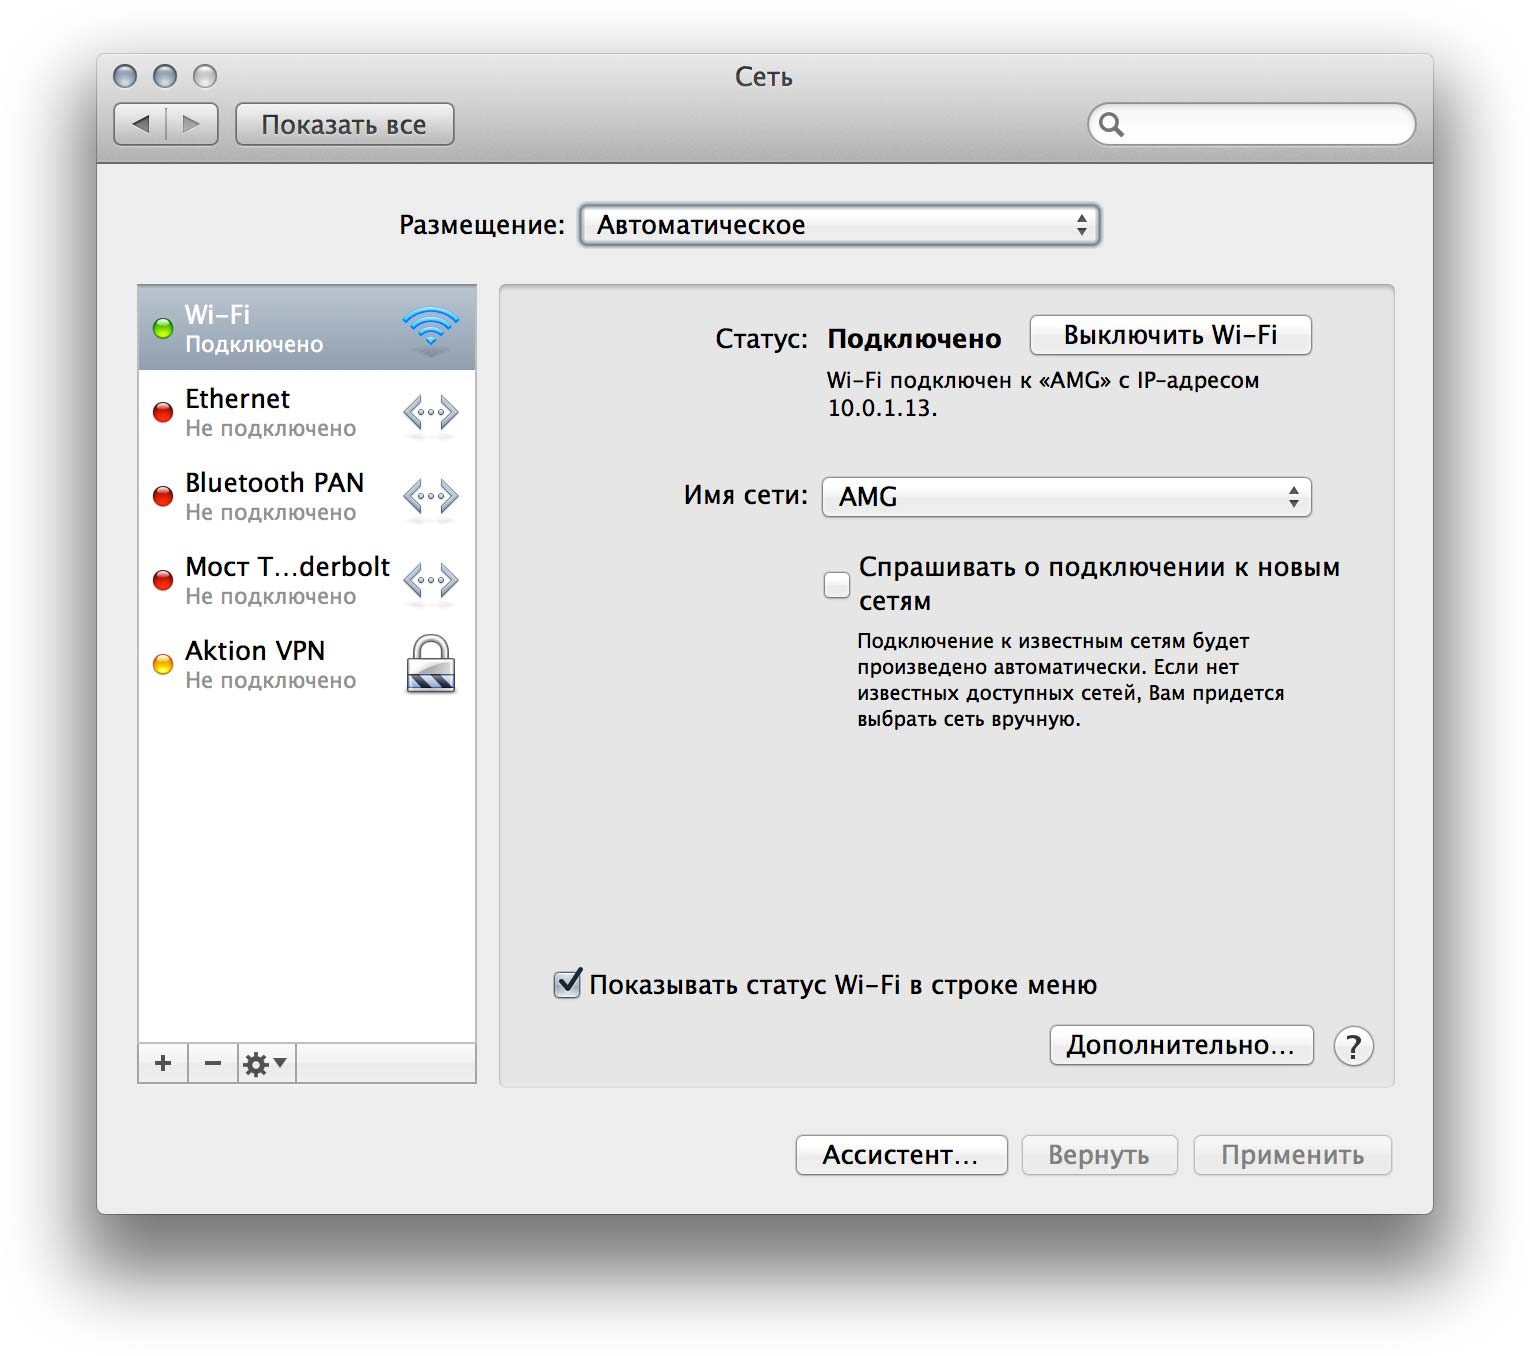 Сеть
Показать все
Размещение: Автоматическое
Wi-Fi
Подключено
Ethernet
Не подключено
Bluetooth PAN
Не подключено
Мост T...derbolt
Не подключено
Aktion VPN
Не подключено
Статус: Подключено Выключить Wi-Fi
Wi-Fi подключен к «AMG» с IP-адресом
10.0.1.13.
Имя сети: AMG
Спрашивать о подключении к новым
сетям
Подключение к известным сетям будет
произведено автоматически. Если нет
известных доступных сетей, Вам придется
выбрать сеть вручную.
Показывать статус Wi-Fi в строке меню
Дополнительно... ?
+ −
Ассистент... Вернуть Применить